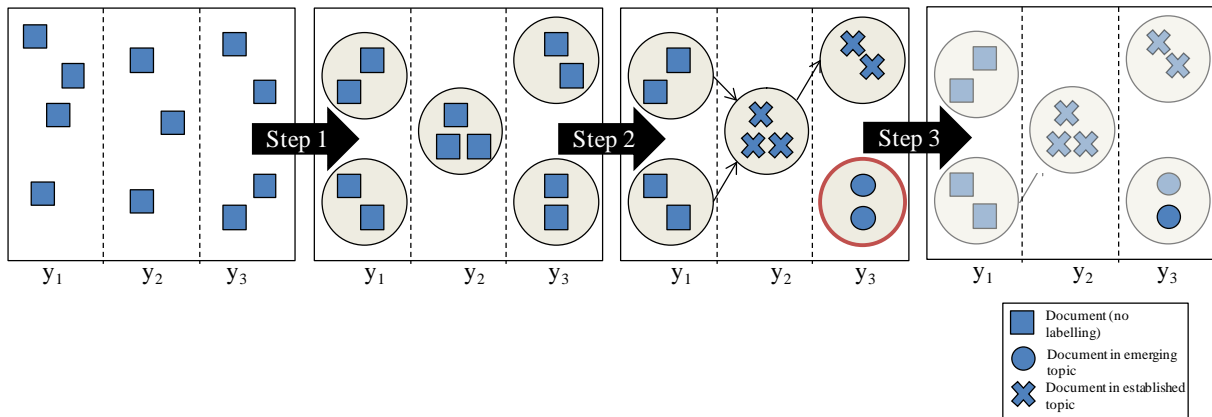 Step 1
Step 2
Step 3
y1
y2
y3
y1
y2
y3
y1
y2
y3
y1
y2
y3
Document (no
labelling)
Document in emerging
topic
Document in established
topic